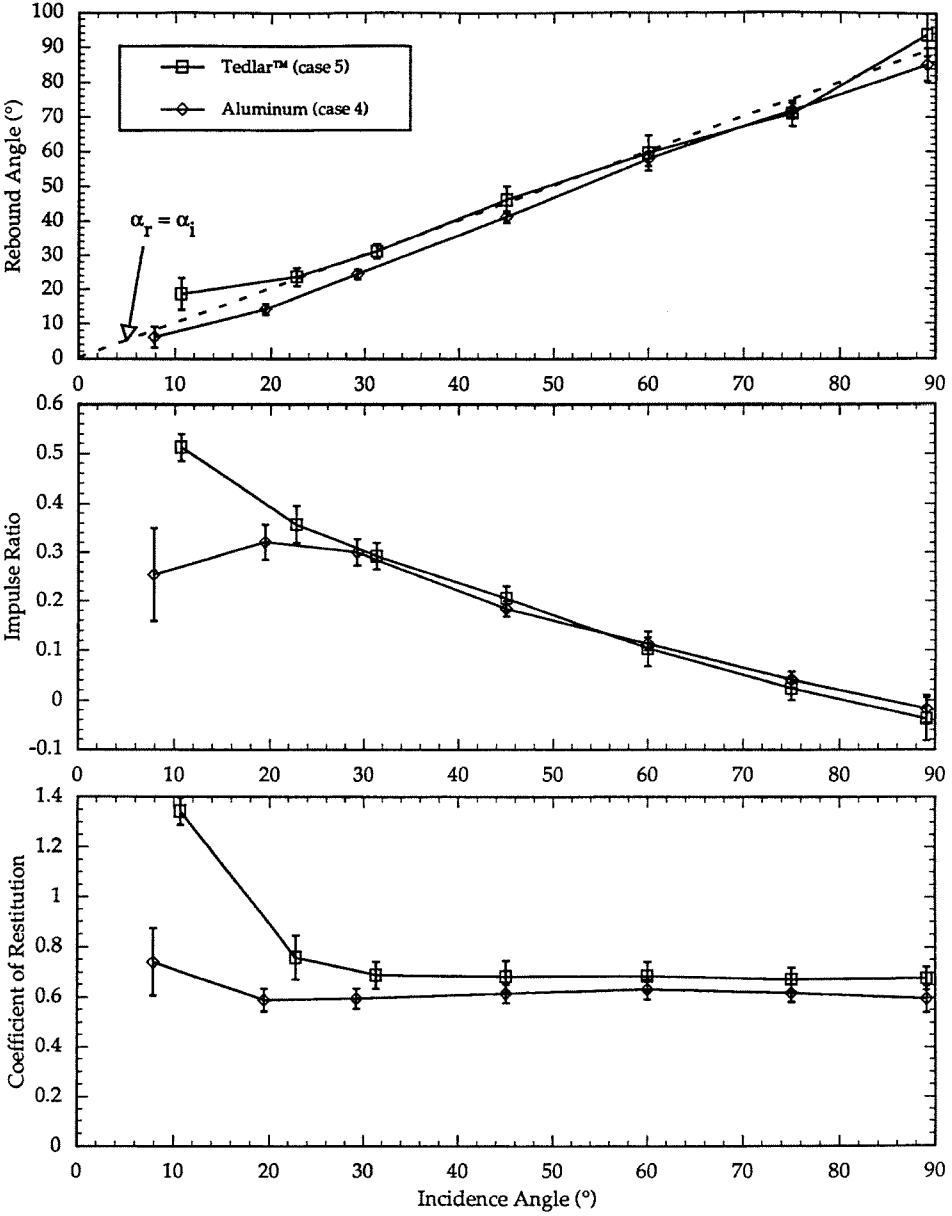 Rebound Angle (°)
100
90
80
70
60
50
40
30
20
10
0
Tedlar™ (case 5)
Aluminum (case 4)
αr = αi
0 10 20 30 40 50 60 70 80 90
Impulse Ratio
0.6
0.5
0.4
0.3
0.2
0.1
0
-0.1
0 10 20 30 40 50 60 70 80 90
Coefficient of Restitution
1.4
1.2
1
0.8
0.6
0.4
0.2
0
0 10 20 30 40 50 60 70 80 90
Incidence Angle (°)